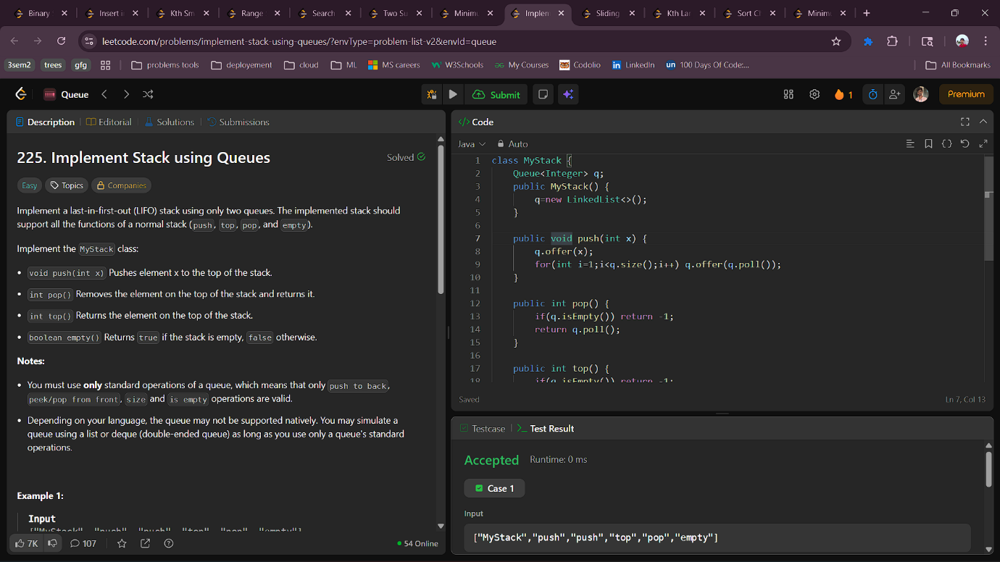 Binary
Insert i
Kth Sm
Range
Search
Two Su
Minimu
Implem
Sliding
Kth Lar
Sort Cl
Minim
leetcode.com/problems/implement-stack-using-queues/?envType=problem-list-v2&envId=queue
3sem2 trees gfg problems tools deployement cloud ML MS careers W3Schools My Courses Codolio LinkedIn 100 Days Of Code:... All Bookmarks
Queue Submit 1 Premium
Description Editorial Solutions Submissions
225. Implement Stack using Queues
Solved
Easy Topics Companies
Implement a last-in-first-out (LIFO) stack using only two queues. The implemented stack should
support all the functions of a normal stack (push, top, pop, and empty).
Implement the MyStack class:
• void push(int x) Pushes element x to the top of the stack.
• int pop() Removes the element on the top of the stack and returns it.
• int top() Returns the element on the top of the stack.
• boolean empty() Returns true if the stack is empty, false otherwise.
Notes:
• You must use only standard operations of a queue, which means that only push to back,
peek/pop from front, size and is empty operations are valid.
• Depending on your language, the queue may not be supported natively. You may simulate a
queue using a list or deque (double-ended queue) as long as you use only a queue's standard
operations.
Example 1:
Input
["MyStack", "push", "push", "top", "pop", "empty"]
7K 107 54 Online
</> Code
Java Auto
1 class MyStack {
2 Queue<Integer> q;
3 public MyStack() {
4 q=new LinkedList<>();
5 }
6
7 public void push(int x) {
8 q.offer(x);
9 for(int i=1;i<q.size();i++) q.offer(q.poll());
10 }
11
12 public int pop() {
13 if(q.isEmpty()) return -1;
14 return q.poll();
15 }
16
17 public int top() {
18 if(q.isEmpty()) return -1;
Saved Ln 7, Col 13
Testcase >_ Test Result
Accepted Runtime: 0 ms
Case 1
Input
["MyStack","push","push","top","pop","empty"]